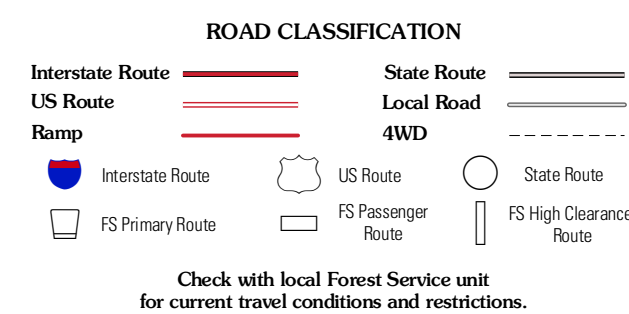 ROAD CLASSIFICATION
Interstate Route
State Route
US Route
Local Road
Ramp
4WD
Interstate Route
US Route
State Route
FS Primary Route
FS Passenger
Route
FS High Clearance
Route
Check with local Forest Service unit
for current travel conditions and restrictions.